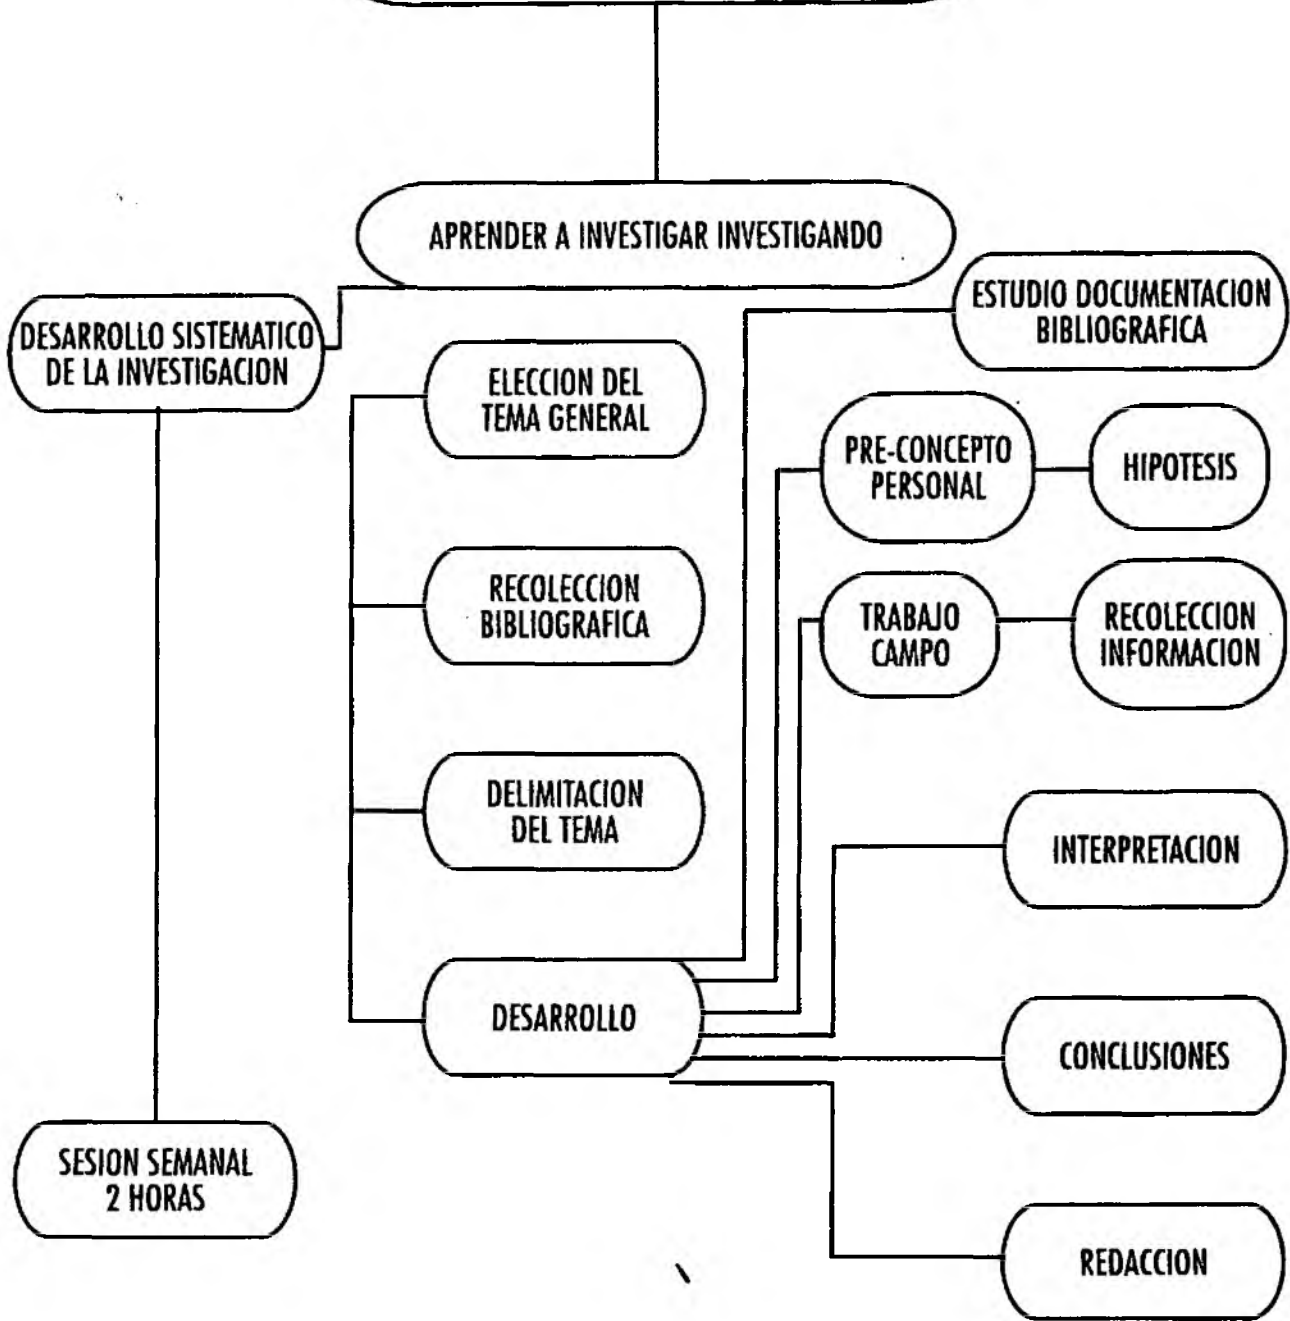 APRENDER A INVESTIGAR INVESTIGANDO
DESARROLLO SISTEMATICO
DE LA INVESTIGACION
SESION SEMANAL
2 HORAS
ELECCION DEL
TEMA GENERAL
RECOLECCION
BIBLIOGRAFICA
DELIMITACION
DEL TEMA
DESARROLLO
ESTUDIO DOCUMENTACION
BIBLIOGRAFICA
PRE-CONCEPTO
PERSONAL
HIPOTESIS
TRABAJO
CAMPO
RECOLECCION
INFORMACION
INTERPRETACION
CONCLUSIONES
REDACCION